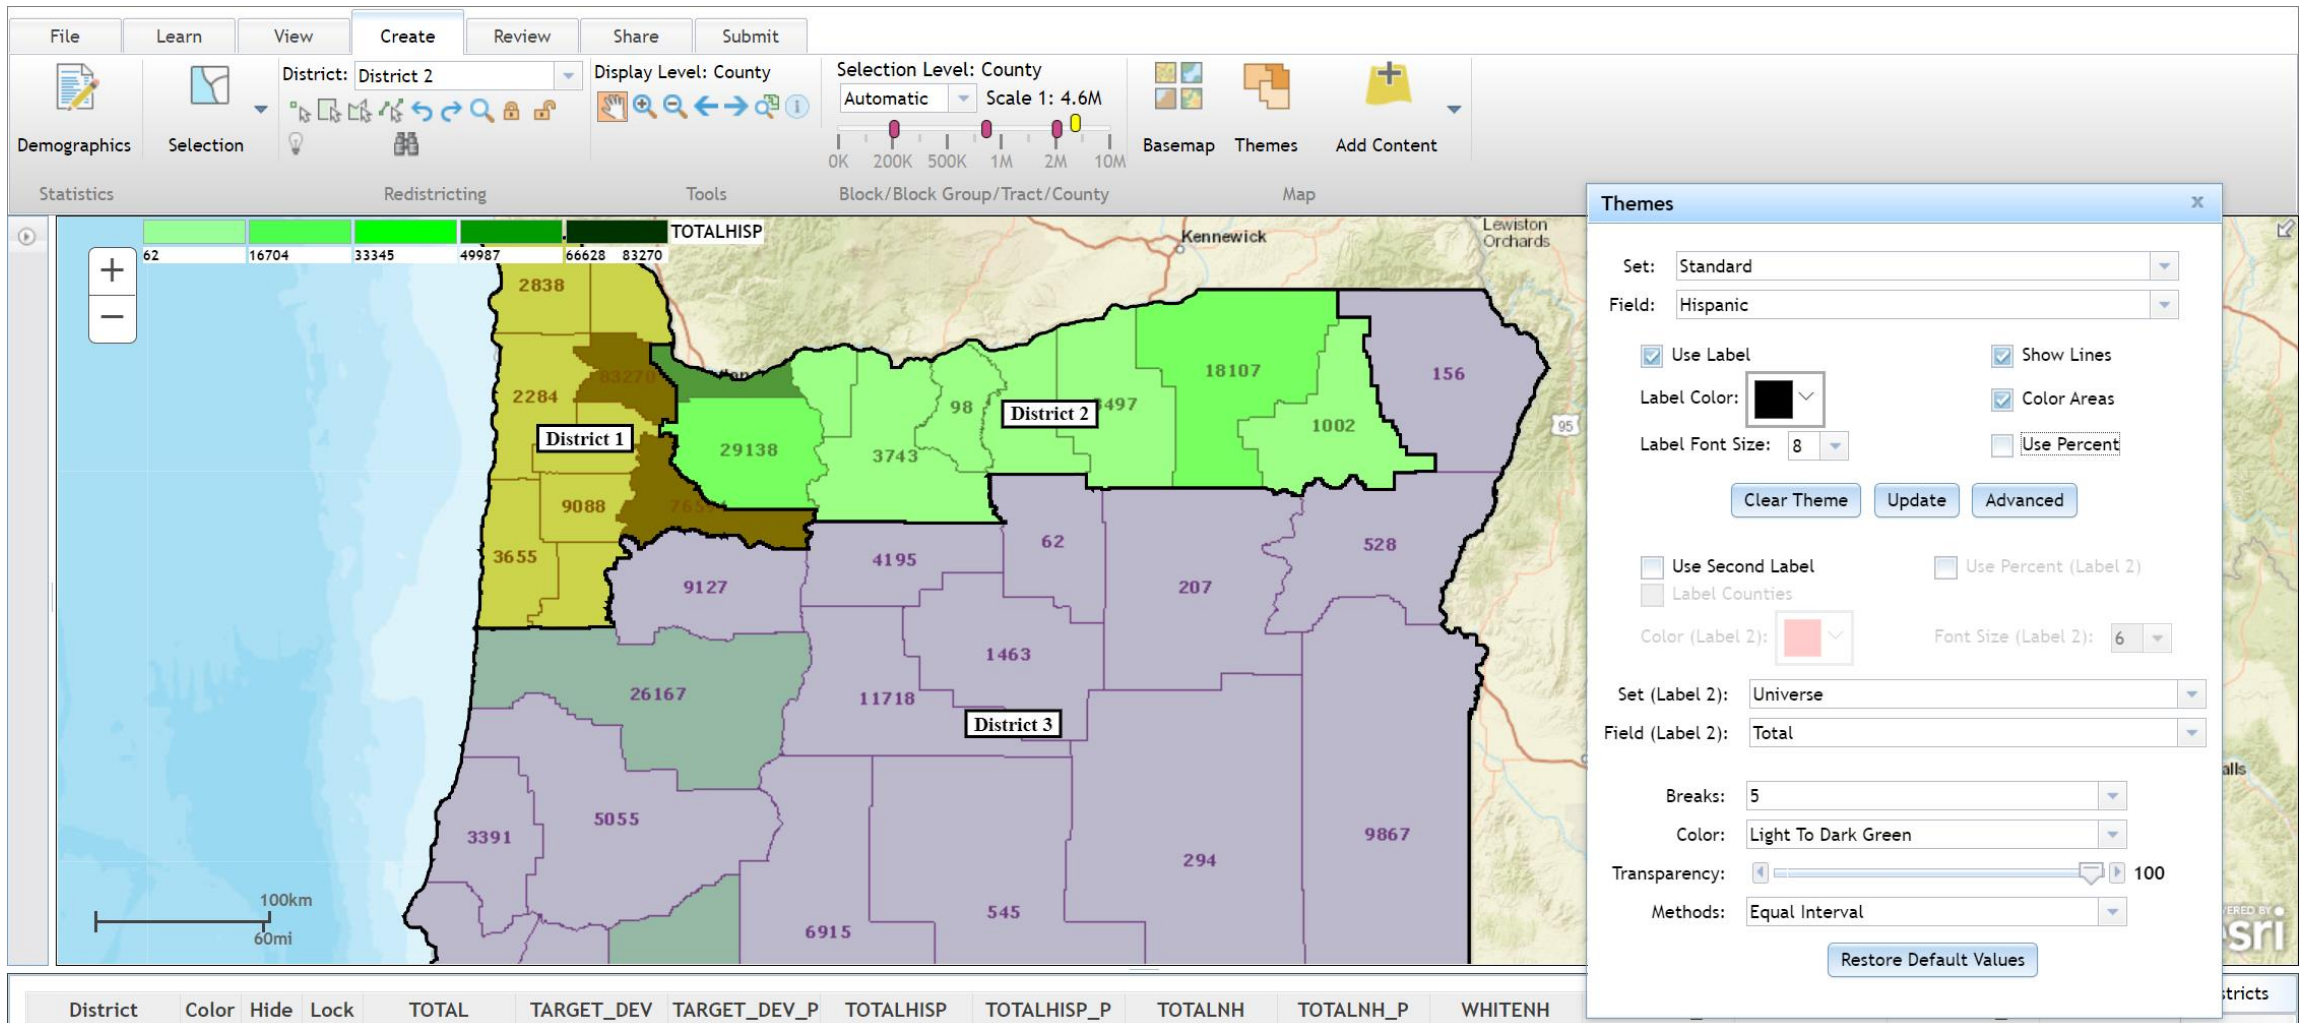 File Learn View Create Review Share Submit
Demographics
Statistics
Selection
District: District 2
Redistricting
Display Level: County
Tools
Selection Level: County
Automatic Scale 1: 4.6M
0K 200K 500K 1M 2M 10M
Block/Block Group/Tract/County
Basemap Themes Add Content
Map
TOTALHISP
62 16704 33345 49987 66628 83270
+
−
Kennewick
Lewiston
Orchards
95
2838
2284
83270
District 1
9088
3655
29138
3743
98
District 2
18107
1002
156
9127
4195
62
207
528
26167
11718
1463
District 3
3391
5055
6915
545
294
9867
100km
60mi
Themes x
Set: Standard
Field: Hispanic
Use Label Show Lines
Label Color: Color Areas
Label Font Size: 8 Use Percent
Clear Theme Update Advanced
Use Second Label Use Percent (Label 2)
Label Counties
Color (Label 2): Font Size (Label 2): 6
Set (Label 2): Universe
Field (Label 2): Total
Breaks: 5
Color: Light To Dark Green
Transparency: 100
Methods: Equal Interval
Restore Default Values
District Color Hide Lock TOTAL TARGET_DEV TARGET_DEV_P TOTALHISP TOTALHISP_P TOTALNH TOTALNH_P WHITENH